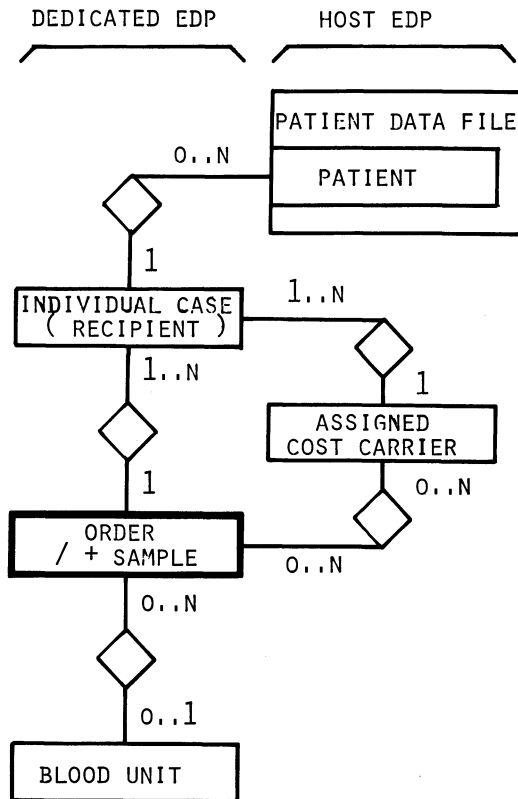 DEDICATED EDP
HOST EDP
PATIENT DATA FILE
0..N
PATIENT
1
INDIVIDUAL CASE
( RECIPIENT )
1..N
1..N
1
ASSIGNED
COST CARRIER
1
0..N
ORDER
/ + SAMPLE
0..N
0..N
0..1
BLOOD UNIT